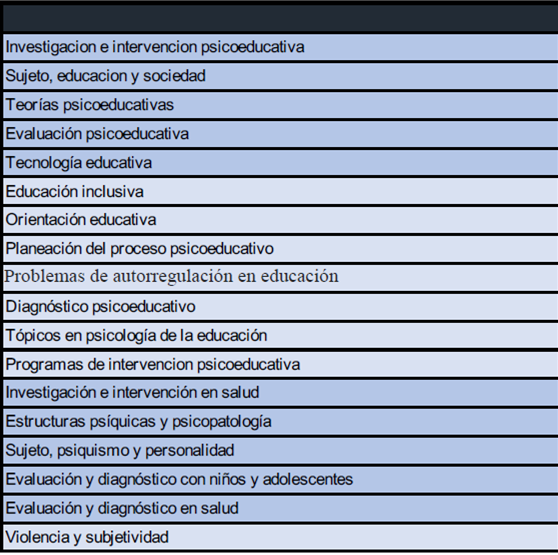 Investigacion e intervencion psicoeducativa
Sujeto, educacion y sociedad
Teorías psicoeducativas
Evaluación psicoeducativa
Tecnología educativa
Educación inclusiva
Orientación educativa
Planeación del proceso psicoeducativo
Problemas de autorregulación en educación
Diagnóstico psicoeducativo
Tópicos en psicología de la educación
Programas de intervencion psicoeducativa
Investigación e intervención en salud
Estructuras psíquicas y psicopatología
Sujeto, psiquismo y personalidad
Evaluación y diagnóstico con niños y adolescentes
Evaluación y diagnóstico en salud
Violencia y subjetividad